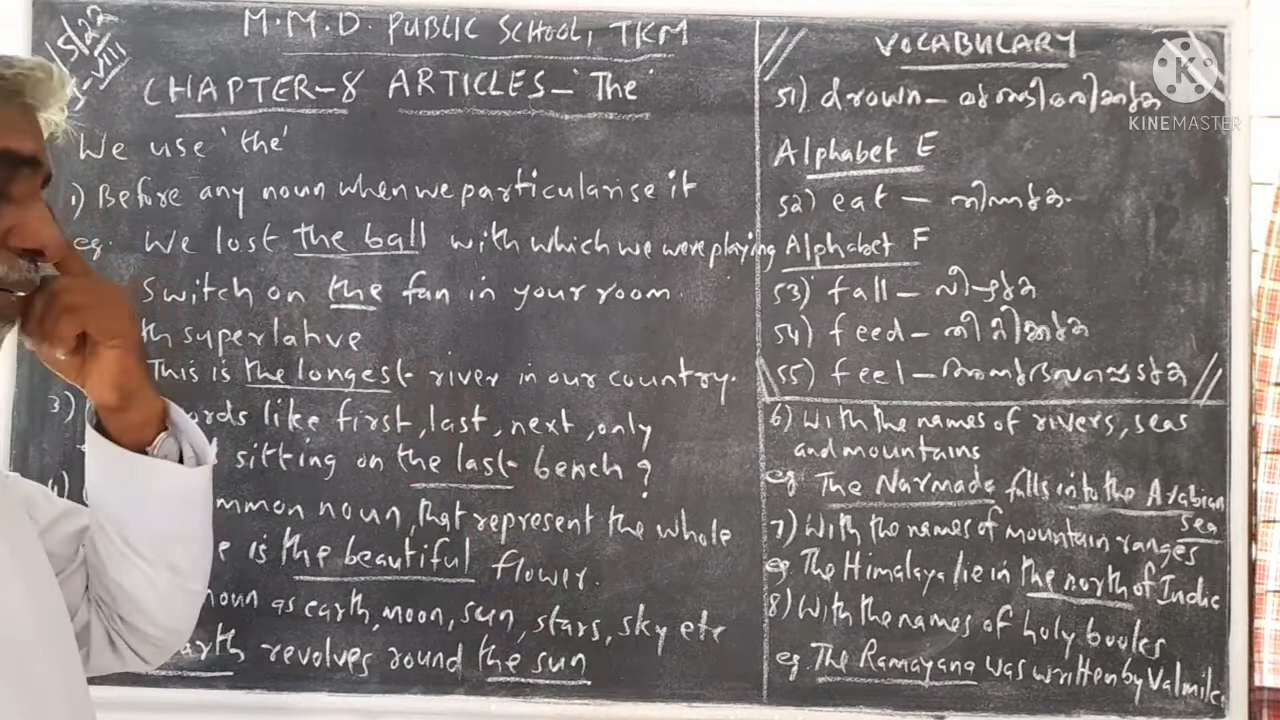 /5/22
S-VIII
M.M.D. PUBLIC SCHOOL, TKM
CHAPTER-8 ARTICLES-'The'
We use 'the'
1) Before any noun when we particularise it
eg. We lost the ball with which we were playing
Switch on the fan in your room.
th superlative
This is the longest river in our country.
3) ords like first, last, next, only
sitting on the last bench?
4) mmon noun, that represent the whole
e is the beautiful flower.
noun as earth, moon, sun, stars, sky etc
arth revolves round the sun
VOCABULARY
51) drown-
Alphabet E
52) eat -
Alphabet F
53) fall -
54) feed -
55) feel -
6) With the names of rivers, seas
and mountains
eg The Narmada falls into the Arabian
Sea
7) With the names of mountain ranges
eg The Himalaya lie in the north of India
8) With the names of holy books
eg. The Ramayana was written by Valmiki
K
KINEMASTER